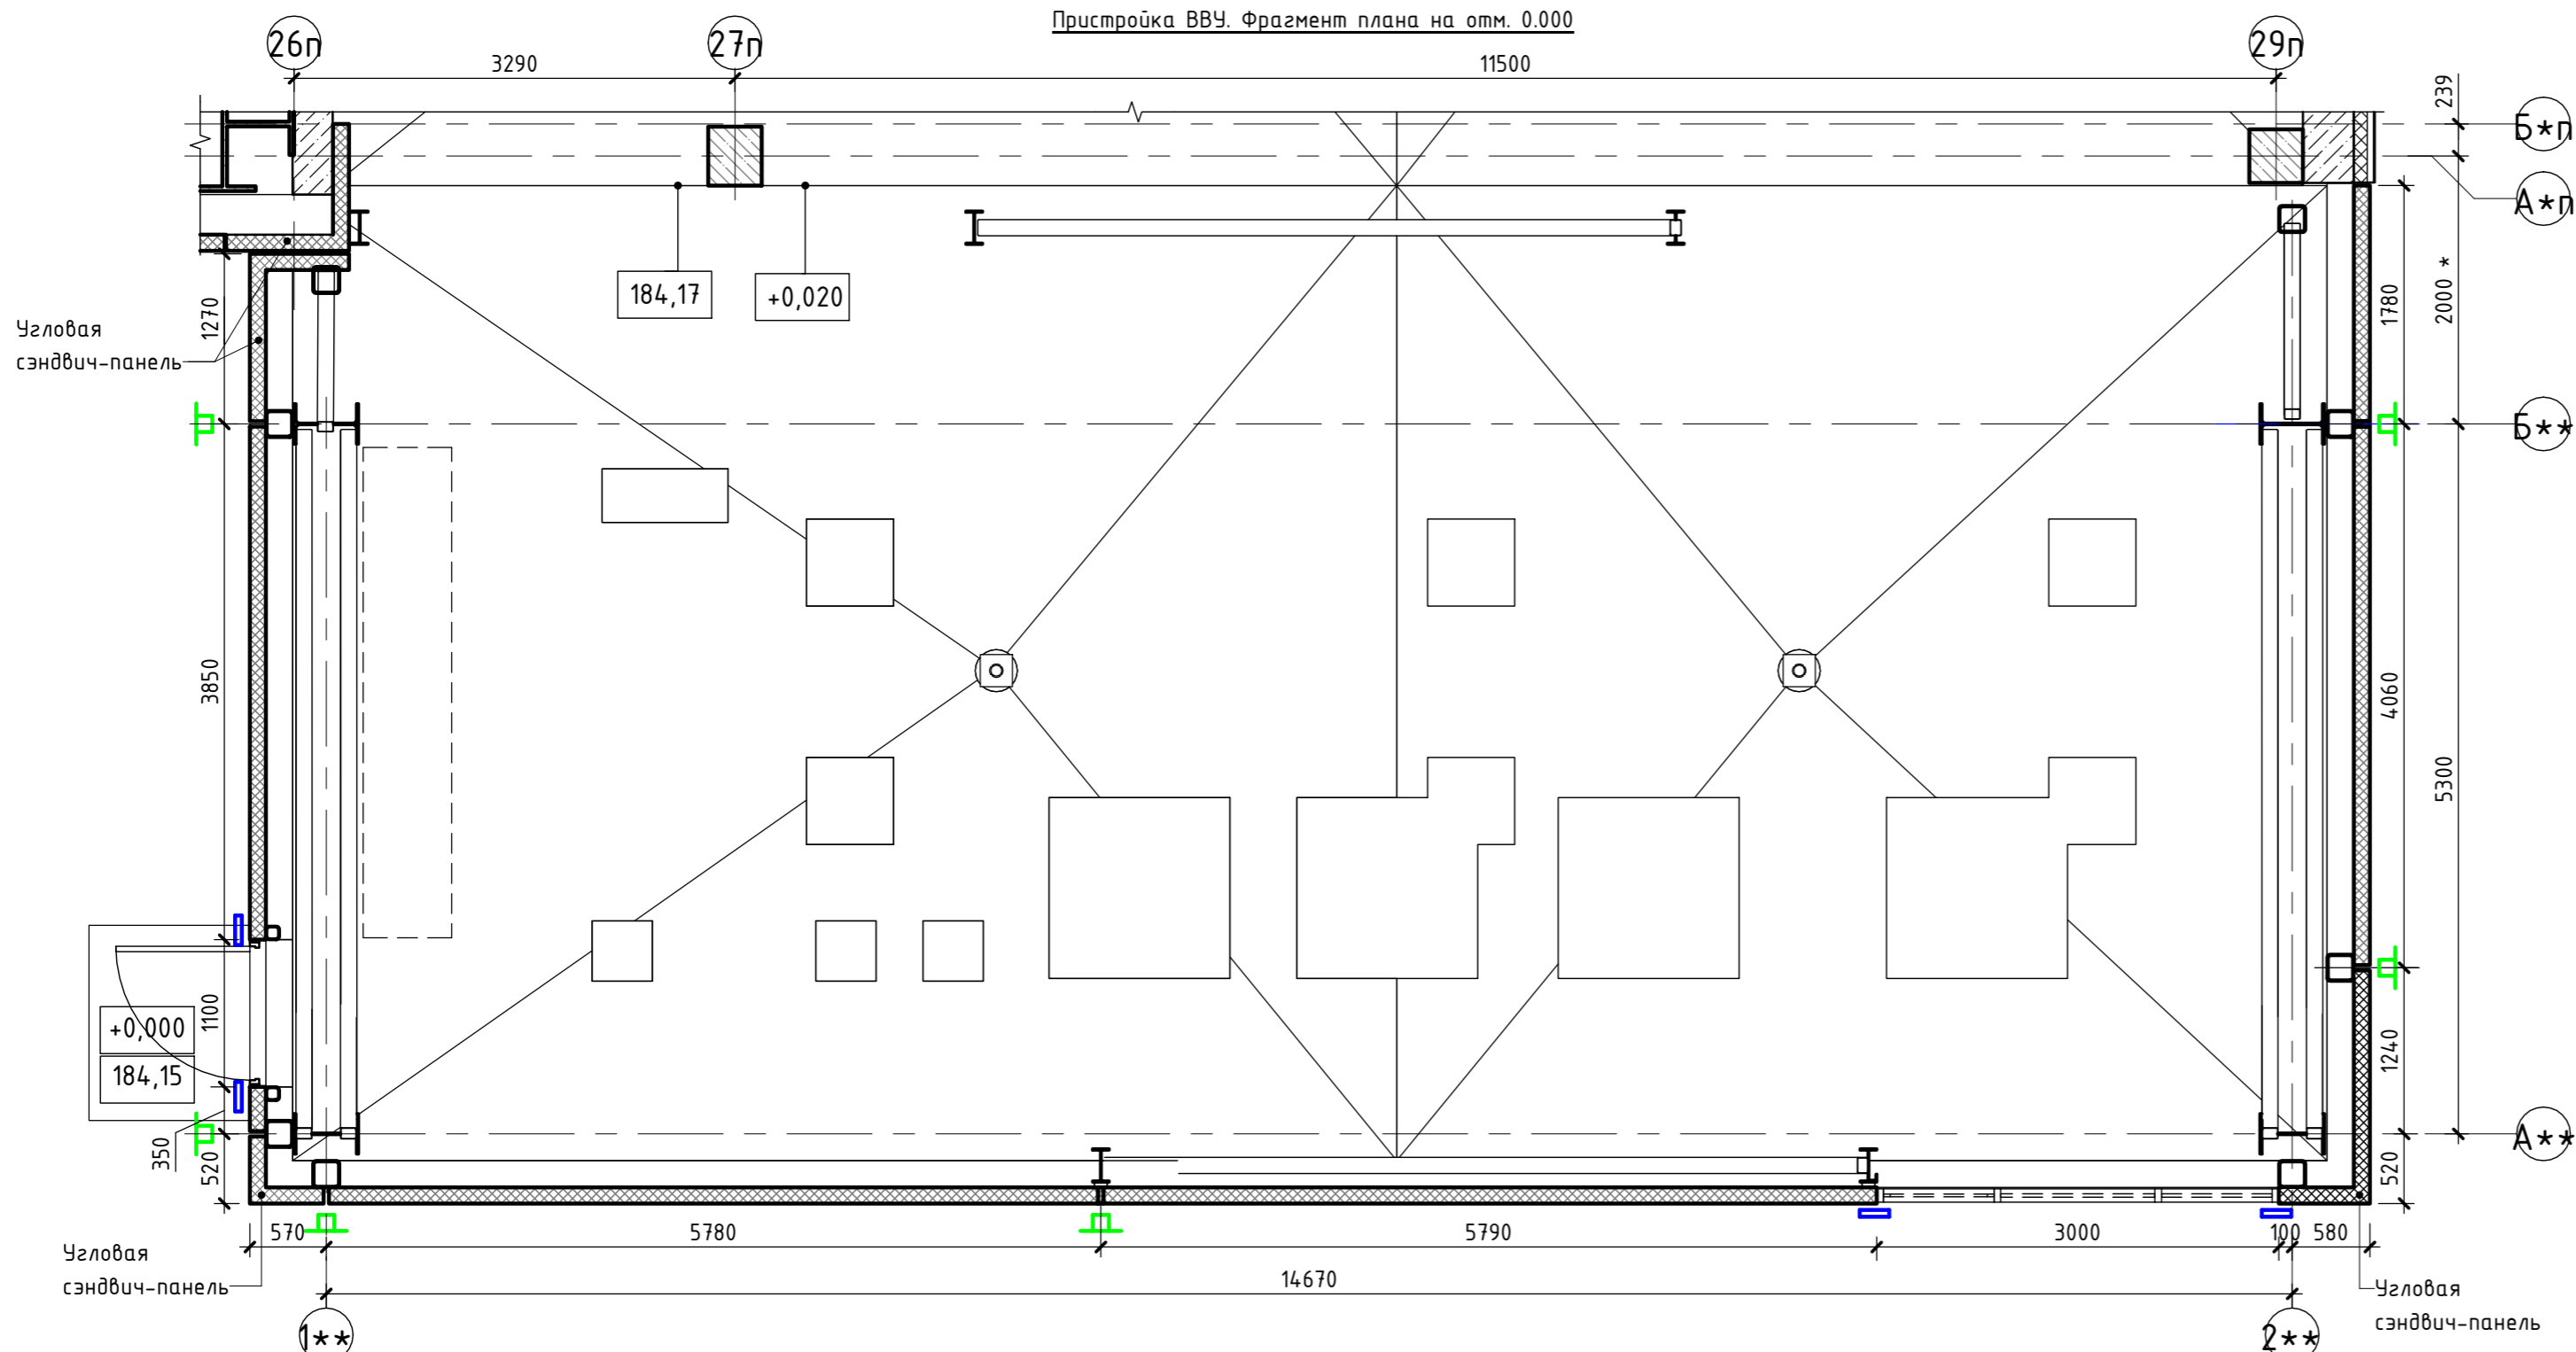 Пристройка ВВУ. Фрагмент плана на отм. 0.000
26п
27п
29п
3290
11500
239
Б*п
А*п
184,17
+0,020
1270
1780
2000 *
Угловая
сэндвич-панель
Б**
3850
4060
5300
1100
+0,000
184,15
1240
350
520
520
А**
570
5780
5790
3000
100
580
Угловая
сэндвич-панель
14670
Угловая
сэндвич-панель
1**
2**